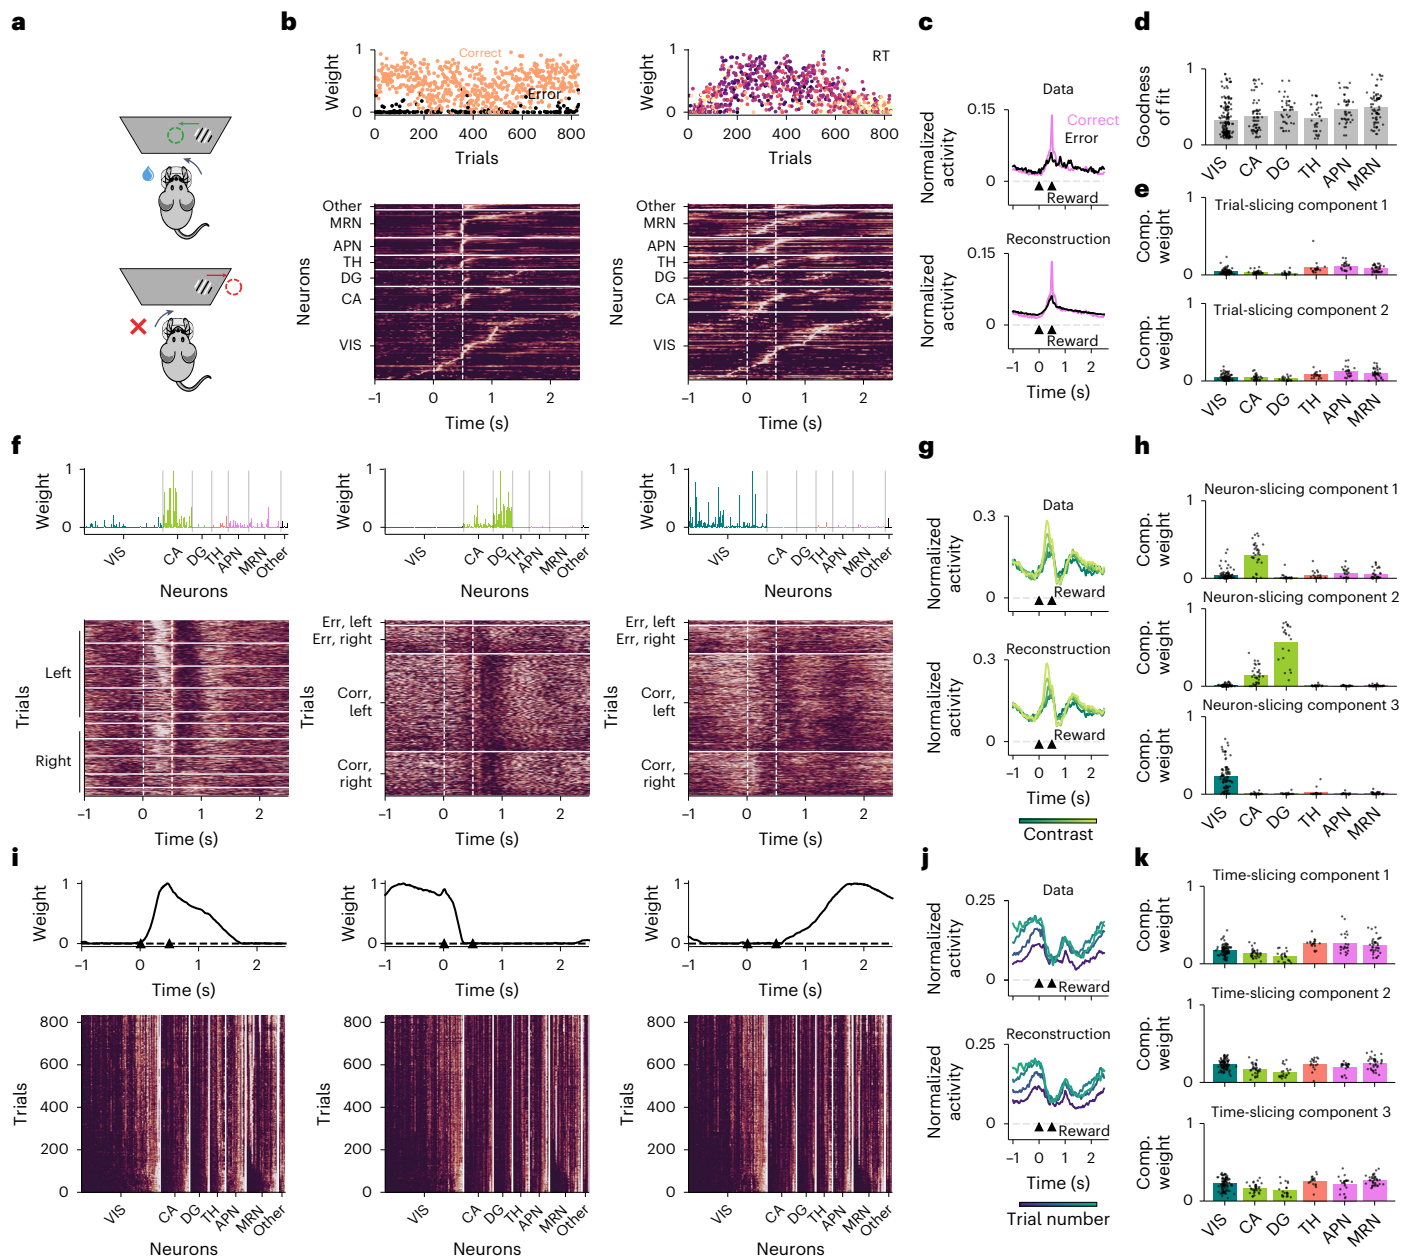 a
b
Weight
1
0
Correct
Error
0
200
400
600
800
Trials
Weight
1
0
RT
200
400
600
800
Trials
Neurons
Other
MRN
APN
TH
DG
CA
VIS
−1
0
1
2
Time (s)
Neurons
Other
MRN
APN
TH
DG
CA
VIS
−1
0
1
2
Time (s)
c
Data
Normalized
activity
0.15
0
Correct
Error
Reward
Reconstruction
Normalized
activity
0.15
0
Reward
−1
0
2
Time (s)
d
Goodness
of fit
1
0
VIS
CA
DG
TH
APN
MRN
e
Trial-slicing component 1
Comp.
weight
1
0
Trial-slicing component 2
Comp.
weight
1
0
VIS
CA
DG
TH
APN
MRN
f
Weight
1
0
VIS
CA
DG
TH
APN
MRN
Other
Neurons
Weight
1
0
VIS
CA
DG
TH
APN
MRN
Other
Neurons
Weight
1
0
VIS
CA
DG
TH
APN
MRN
Other
Neurons
Trials
Left
Right
−1
0
1
2
Time (s)
Trials
Err, left
Err, right
Corr,
left
Corr,
right
−1
0
1
2
Time (s)
Trials
Err, left
Err, right
Corr,
left
Corr,
right
−1
0
1
2
Time (s)
g
Data
Normalized
activity
0.3
0
Reward
Reconstruction
Normalized
activity
0.3
0
Reward
−1
0
2
Time (s)
Contrast
h
Neuron-slicing component 1
Comp.
weight
1
0
Neuron-slicing component 2
Comp.
weight
1
0
Neuron-slicing component 3
Comp.
weight
1
0
VIS
CA
DG
TH
APN
MRN
i
Weight
1
0
−1
0
1
2
Time (s)
Weight
1
0
−1
0
1
2
Time (s)
Weight
1
0
−1
0
1
2
Time (s)
Trials
800
600
400
200
0
VIS
CA
DG
TH
APN
MRN
Other
Neurons
Trials
800
600
400
200
0
VIS
CA
DG
TH
APN
MRN
Other
Neurons
Trials
800
600
400
200
0
VIS
CA
DG
TH
APN
MRN
Other
Neurons
j
Data
Normalized
activity
0.25
0
Reward
Reconstruction
Normalized
activity
0.25
0
Reward
−1
0
2
Time (s)
Trial number
k
Time-slicing component 1
Comp.
weight
1
0
Time-slicing component 2
Comp.
weight
1
0
Time-slicing component 3
Comp.
weight
1
0
VIS
CA
DG
TH
APN
MRN